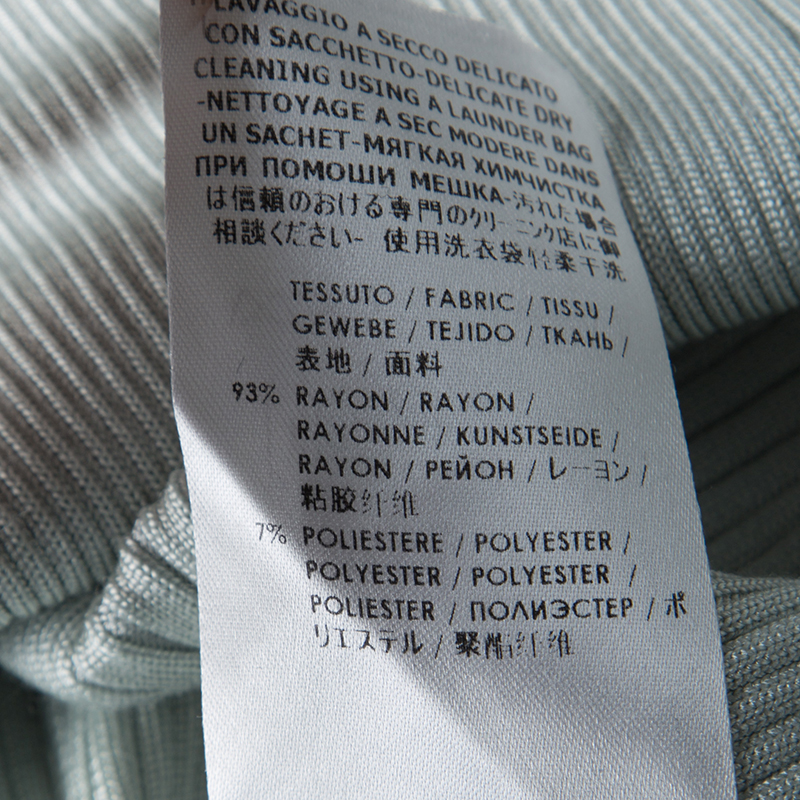 LAVAGGIO A SECCO DELICATO
CON SACCHETTO-DELICATE DRY
CLEANING USING A LAUNDER BAG
-NETTOYAGE A SEC MODERE DANS
UN SACHET-МЯГКАЯ ХИМЧИСТКА
ПРИ ПОМОШИ МЕШКА-汚れた場合
は信頼のおける専門のクリーニング店に御
相談ください- 使用洗衣袋轻柔干洗
TESSUTO / FABRIC / TISSU /
GEWEBE / TEJIDO / ТКАНЬ /
表地 / 面料
93% RAYON / RAYON /
RAYONNE / KUNSTSEIDE /
RAYON / РЕЙОН / レーヨン /
粘胶纤维
7% POLIESTERE / POLYESTER /
POLYESTER / POLYESTER /
POLIESTER / ПОЛИЭСТЕР / ポ
リエステル / 聚酯纤维